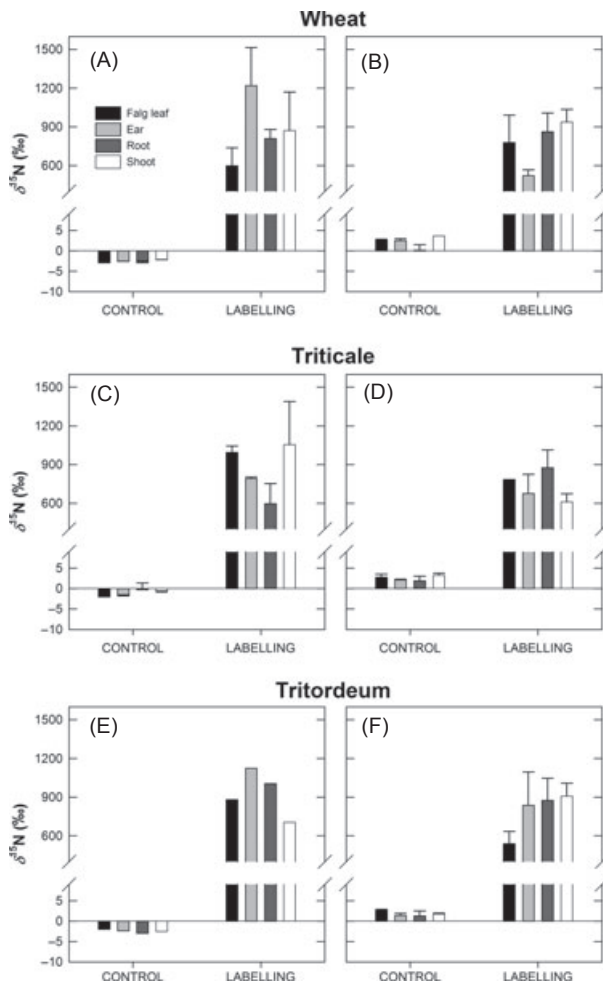 Wheat
(A)
(B)
1500
1200
900
600
5
0
−5
−10
δ15N (‰)
Falg leaf
Ear
Root
Shoot
CONTROL LABELLING CONTROL LABELLING
Triticale
(C)
(D)
1500
1200
900
600
5
0
−5
−10
δ15N (‰)
CONTROL LABELLING CONTROL LABELLING
Tritordeum
(E)
(F)
1500
1200
900
600
5
0
−5
−10
δ15N (‰)
CONTROL LABELLING CONTROL LABELLING